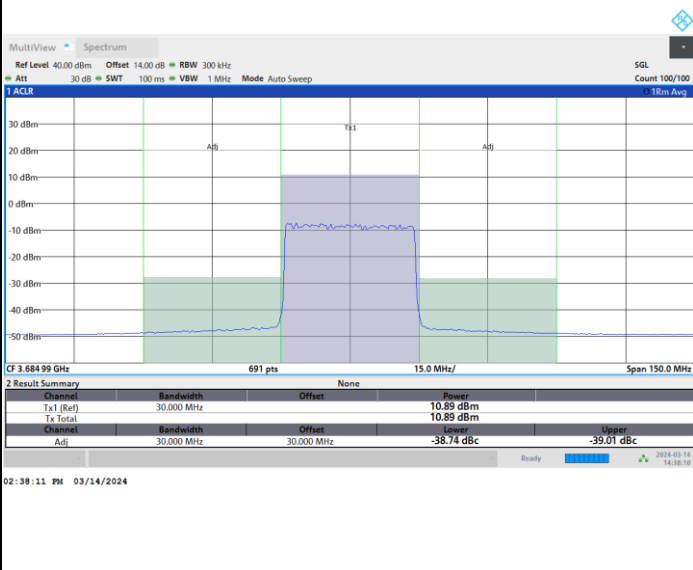 MultiView Spectrum
Ref Level 40.00 dBm Offset 14.00 dB RBW 300 kHz SGL
Att 30 dB SWT 100 ms VBW 1 MHz Mode Auto Sweep Count 100/100
1 ACLR 1Rm Avg
30 dBm
Tx1
Adj Adj
20 dBm
10 dBm
0 dBm
-10 dBm
-20 dBm
-30 dBm
-40 dBm
-50 dBm
CF 3.684 99 GHz 691 pts 15.0 MHz/ Span 150.0 MHz
2 Result Summary None
Channel Bandwidth Offset Power
Tx1 (Ref) 30.000 MHz 10.89 dBm
Tx Total 10.89 dBm
Channel Bandwidth Offset Lower Upper
Adj 30.000 MHz 30.000 MHz -38.74 dBc -39.01 dBc
Ready 2024-03-14
14:38:10
02:38:11 PM 03/14/2024